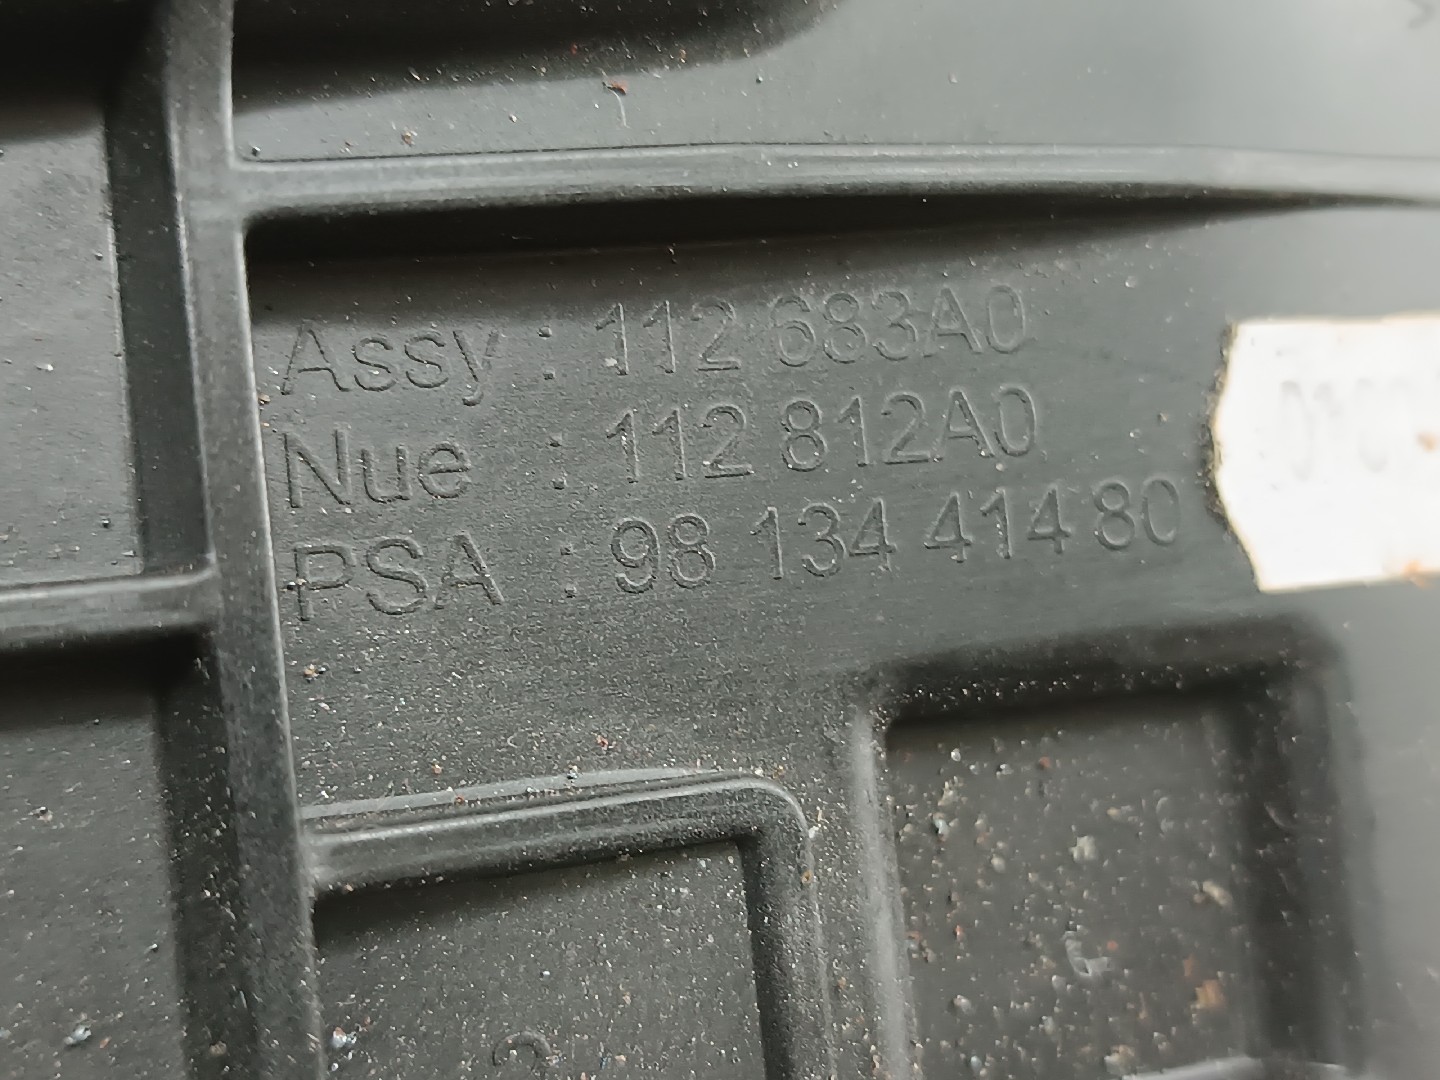 Assy : 112 683A0
Nue : 112 812A0
PSA : 98 134 414 80